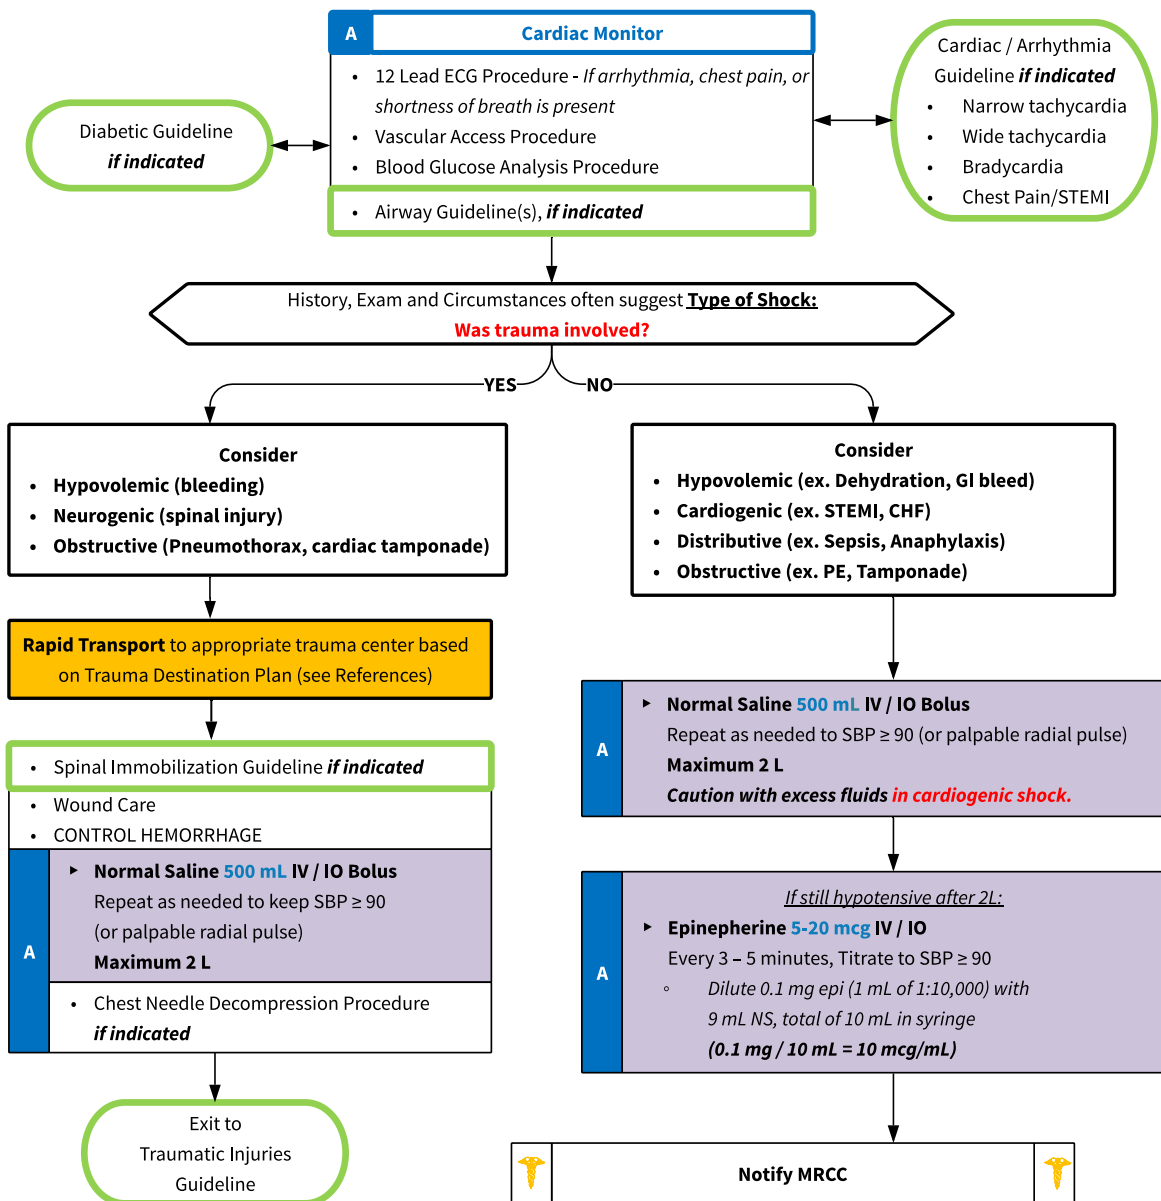 A
Cardiac Monitor
• 12 Lead ECG Procedure - If arrhythmia, chest pain, or
shortness of breath is present
• Vascular Access Procedure
• Blood Glucose Analysis Procedure
• Airway Guideline(s), if indicated
Diabetic Guideline
if indicated
Cardiac / Arrhythmia
Guideline if indicated
• Narrow tachycardia
• Wide tachycardia
• Bradycardia
• Chest Pain/STEMI
History, Exam and Circumstances often suggest Type of Shock:
Was trauma involved?
YES
NO
Consider
• Hypovolemic (bleeding)
• Neurogenic (spinal injury)
• Obstructive (Pneumothorax, cardiac tamponade)
Rapid Transport to appropriate trauma center based
on Trauma Destination Plan (see References)
• Spinal Immobilization Guideline if indicated
• Wound Care
• CONTROL HEMORRHAGE
A
▸ Normal Saline 500 mL IV / IO Bolus
Repeat as needed to keep SBP ≥ 90
(or palpable radial pulse)
Maximum 2 L
• Chest Needle Decompression Procedure
if indicated
Exit to
Traumatic Injuries
Guideline
Consider
• Hypovolemic (ex. Dehydration, GI bleed)
• Cardiogenic (ex. STEMI, CHF)
• Distributive (ex. Sepsis, Anaphylaxis)
• Obstructive (ex. PE, Tamponade)
A
▸ Normal Saline 500 mL IV / IO Bolus
Repeat as needed to SBP ≥ 90 (or palpable radial pulse)
Maximum 2 L
Caution with excess fluids in cardiogenic shock.
A
If still hypotensive after 2L:
▸ Epinepherine 5-20 mcg IV / IO
Every 3 – 5 minutes, Titrate to SBP ≥ 90
◦ Dilute 0.1 mg epi (1 mL of 1:10,000) with
9 mL NS, total of 10 mL in syringe
(0.1 mg / 10 mL = 10 mcg/mL)
Notify MRCC